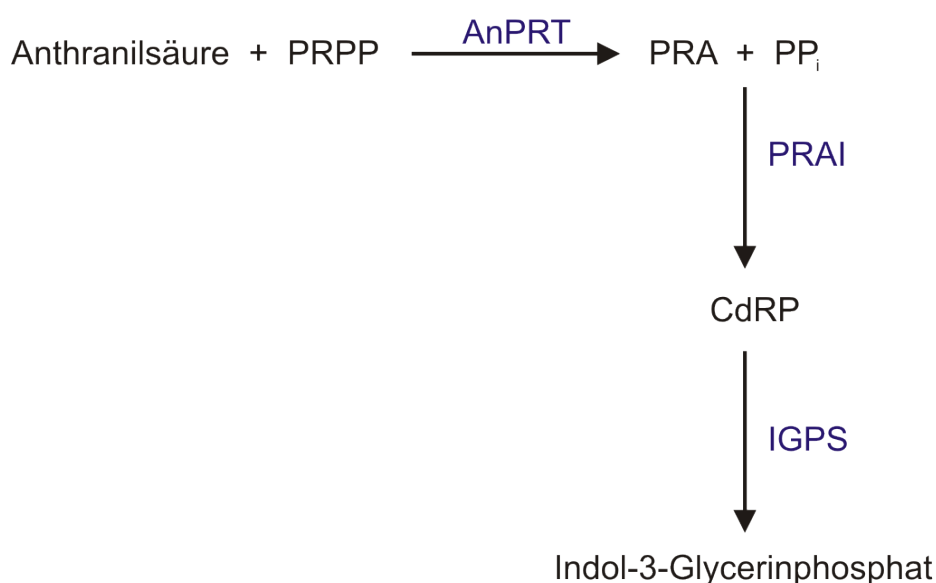 AnPRT
Anthranilsäure + PRPP PRA + PPi
PRAI
CdRP
IGPS
Indol-3-Glycerinphosphat